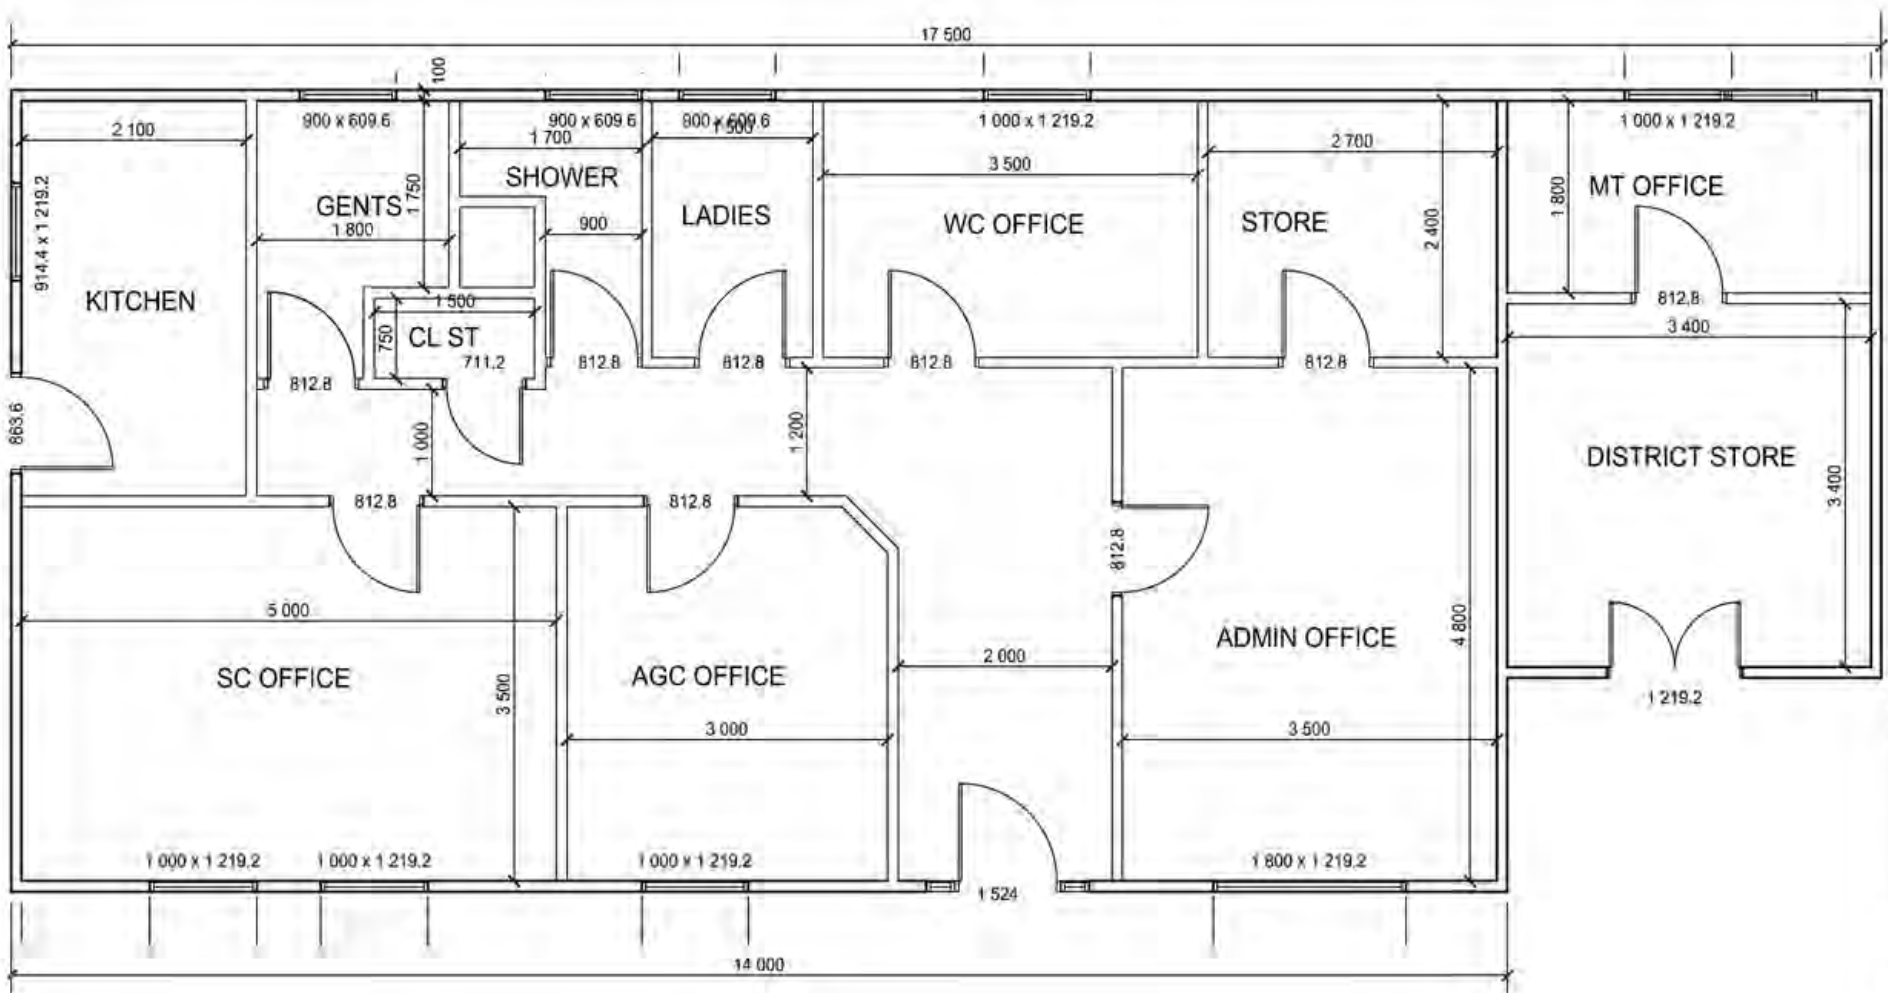 17 500
100
900 x 609.6
900 x 609.6
900 x 609.6
1 000 x 1 219.2
1 000 x 1 219.2
2 100
1 700
1 500
2 700
3 500
SHOWER
MT OFFICE
1 800
914.4 x 1 219.2
GENTS
1 750
LADIES
WC OFFICE
STORE
2 400
1 800
900
KITCHEN
1 500
812.8
3 400
CL ST
750
711.2
812.8
812.8
812.8
812.8
812.8
863.6
1 000
1 200
DISTRICT STORE
3 400
812.8
812.8
812.8
5 000
4 800
ADMIN OFFICE
2 000
SC OFFICE
AGC OFFICE
3 500
1 219.2
3 000
3 500
1 000 x 1 219.2
1 000 x 1 219.2
1 000 x 1 219.2
1 800 x 1 219.2
1 524
14 000